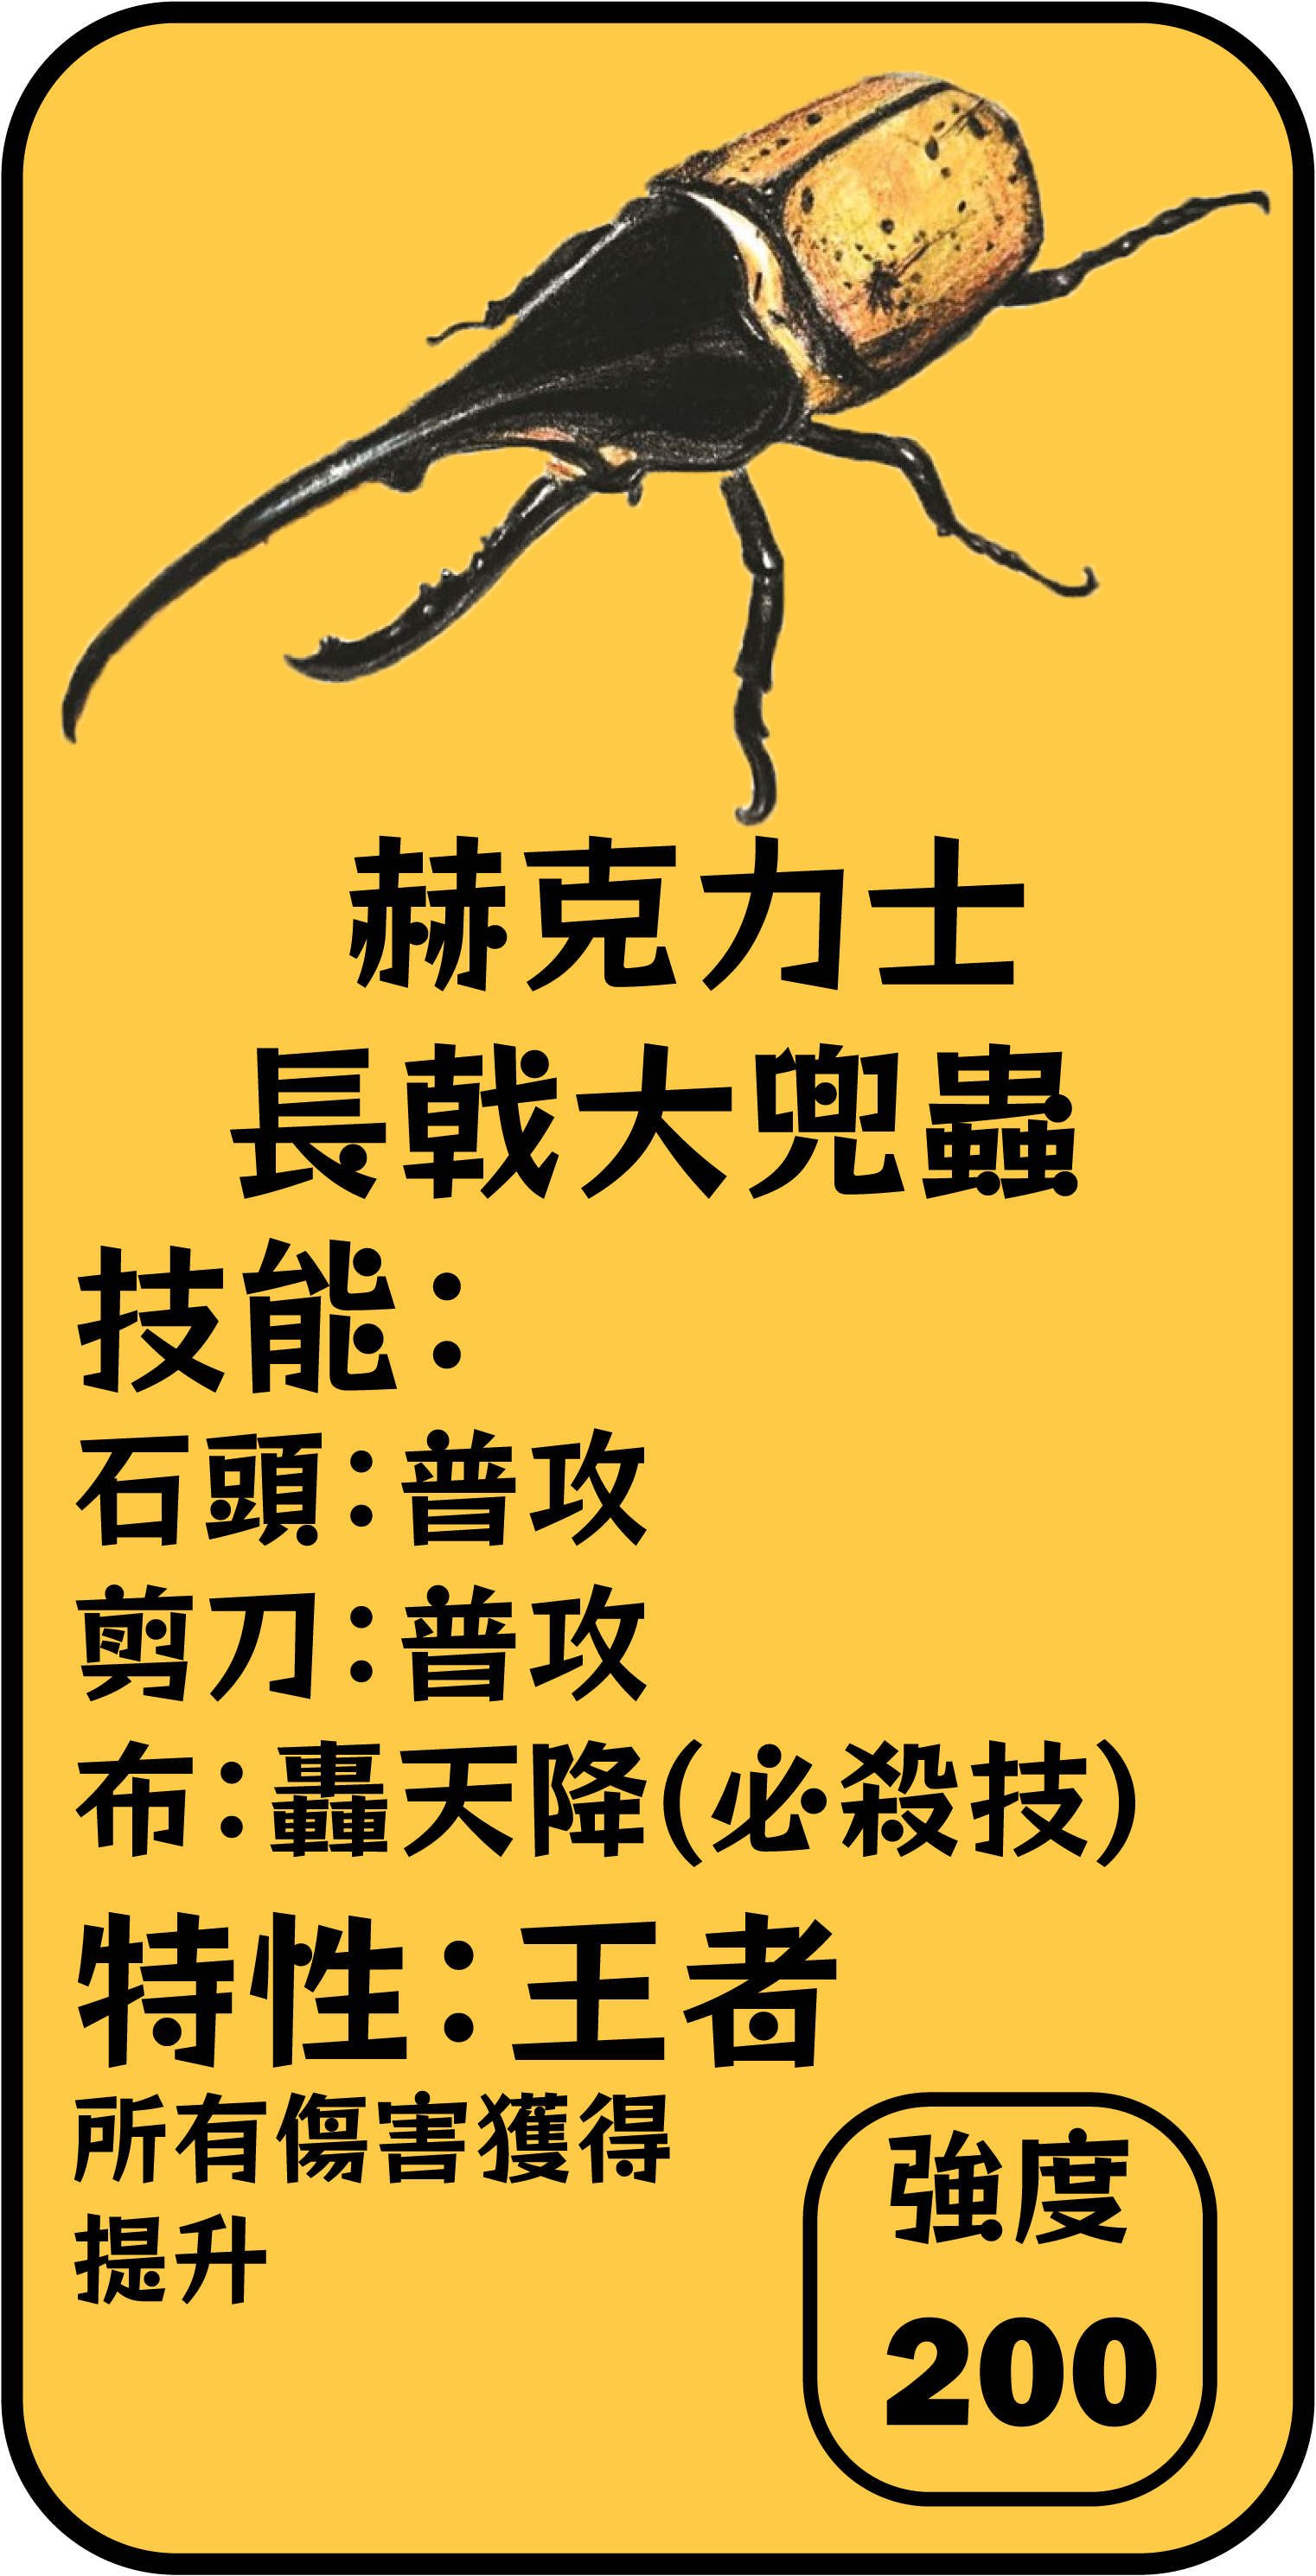 赫克力士
長戟大兜蟲
技能：
石頭：普攻
剪刀：普攻
布：轟天降(必殺技)
特性：王者
所有傷害獲得
提升
強度
200